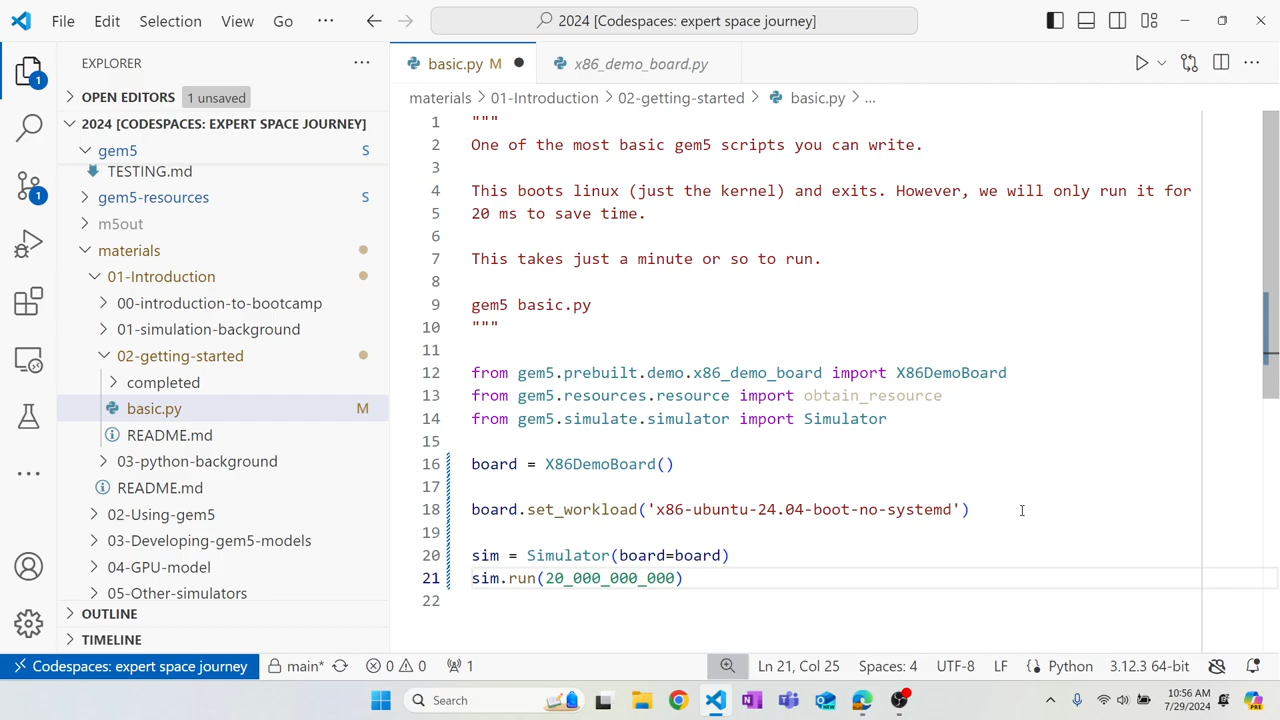 File Edit Selection View Go ··· 2024 [Codespaces: expert space journey]
EXPLORER ···
OPEN EDITORS 1 unsaved
2024 [CODESPACES: EXPERT SPACE JOURNEY]
gem5 S
TESTING.md
gem5-resources S
m5out
materials
01-Introduction
00-introduction-to-bootcamp
01-simulation-background
02-getting-started
completed
basic.py M
README.md
03-python-background
README.md
02-Using-gem5
03-Developing-gem5-models
04-GPU-model
05-Other-simulators
OUTLINE
TIMELINE
1
1
basic.py M x86_demo_board.py
materials > 01-Introduction > 02-getting-started > basic.py > ...
1 """
2 One of the most basic gem5 scripts you can write.
3
4 This boots linux (just the kernel) and exits. However, we will only run it for
5 20 ms to save time.
6
7 This takes just a minute or so to run.
8
9 gem5 basic.py
10 """
11
12 from gem5.prebuilt.demo.x86_demo_board import X86DemoBoard
13 from gem5.resources.resource import obtain_resource
14 from gem5.simulate.simulator import Simulator
15
16 board = X86DemoBoard()
17
18 board.set_workload('x86-ubuntu-24.04-boot-no-systemd')
19
20 sim = Simulator(board=board)
21 sim.run(20_000_000_000)
22
Codespaces: expert space journey main* 0 0 1 Ln 21, Col 25 Spaces: 4 UTF-8 LF Python 3.12.3 64-bit
Search 10:56 AM
7/29/2024